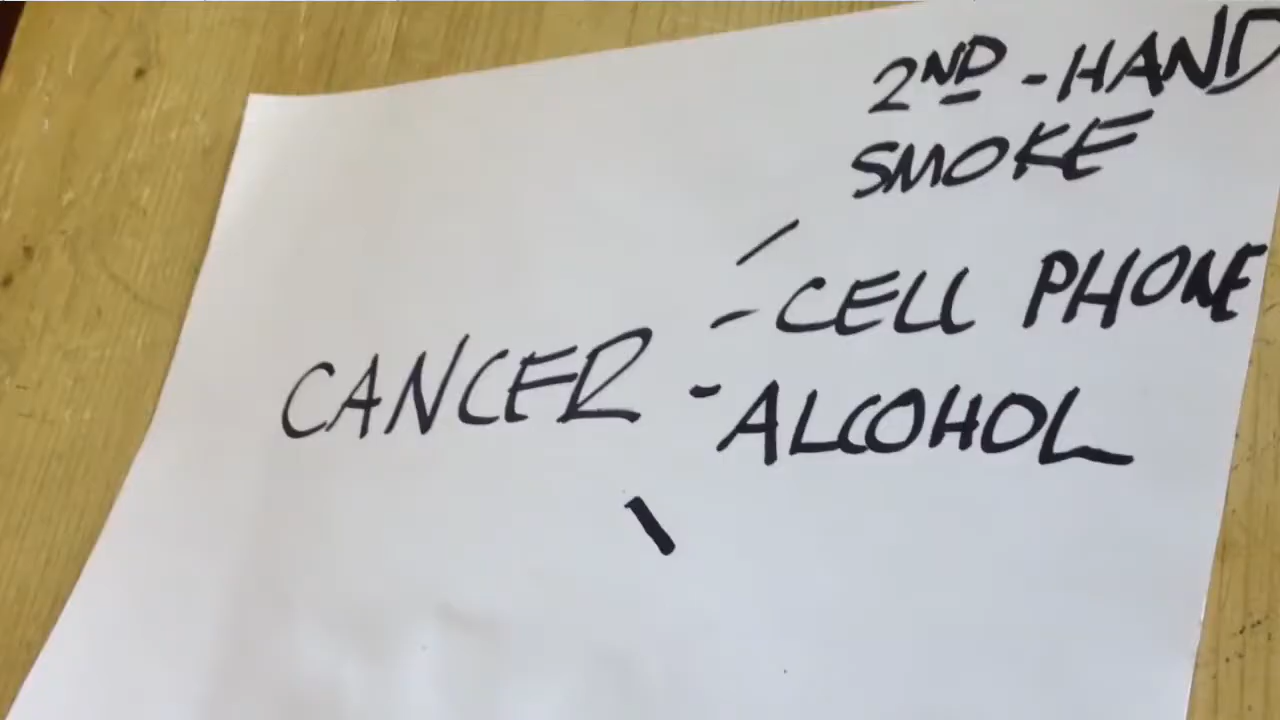 2ND-HAND
SMOKE
CELL PHONE
CANCER
ALCOHOL